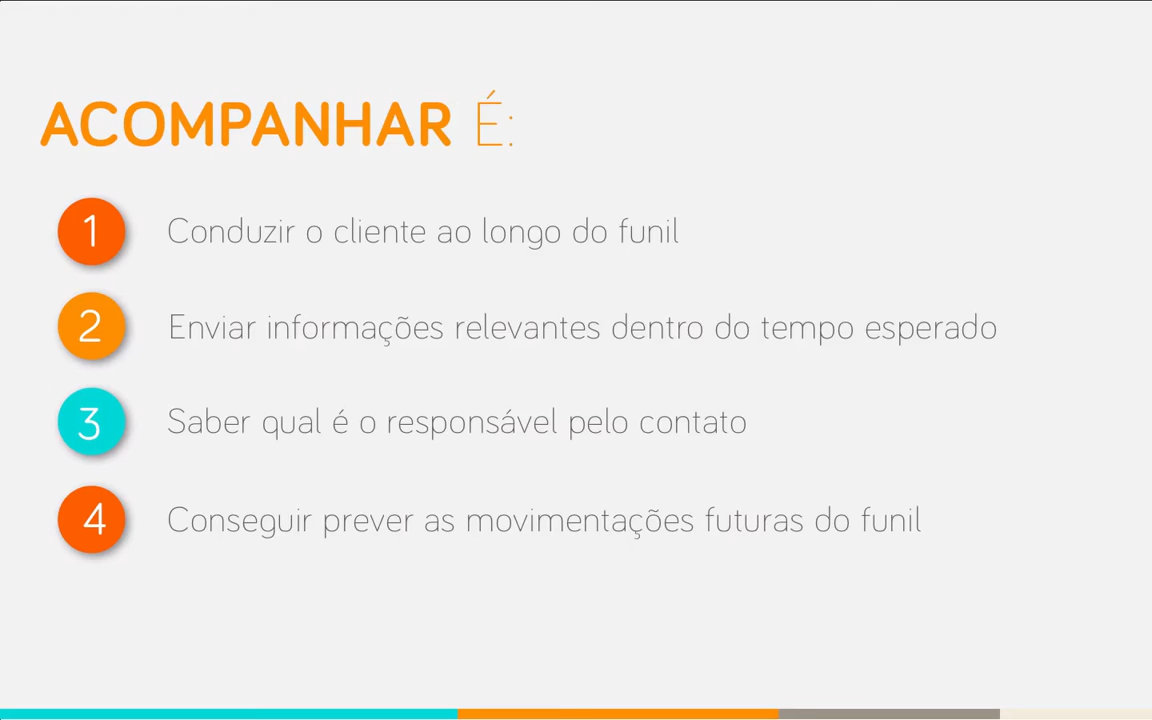 ACOMPANHAR É:
1 Conduzir o cliente ao longo do funil
2 Enviar informações relevantes dentro do tempo esperado
3 Saber qual é o responsável pelo contato
4 Conseguir prever as movimentações futuras do funil